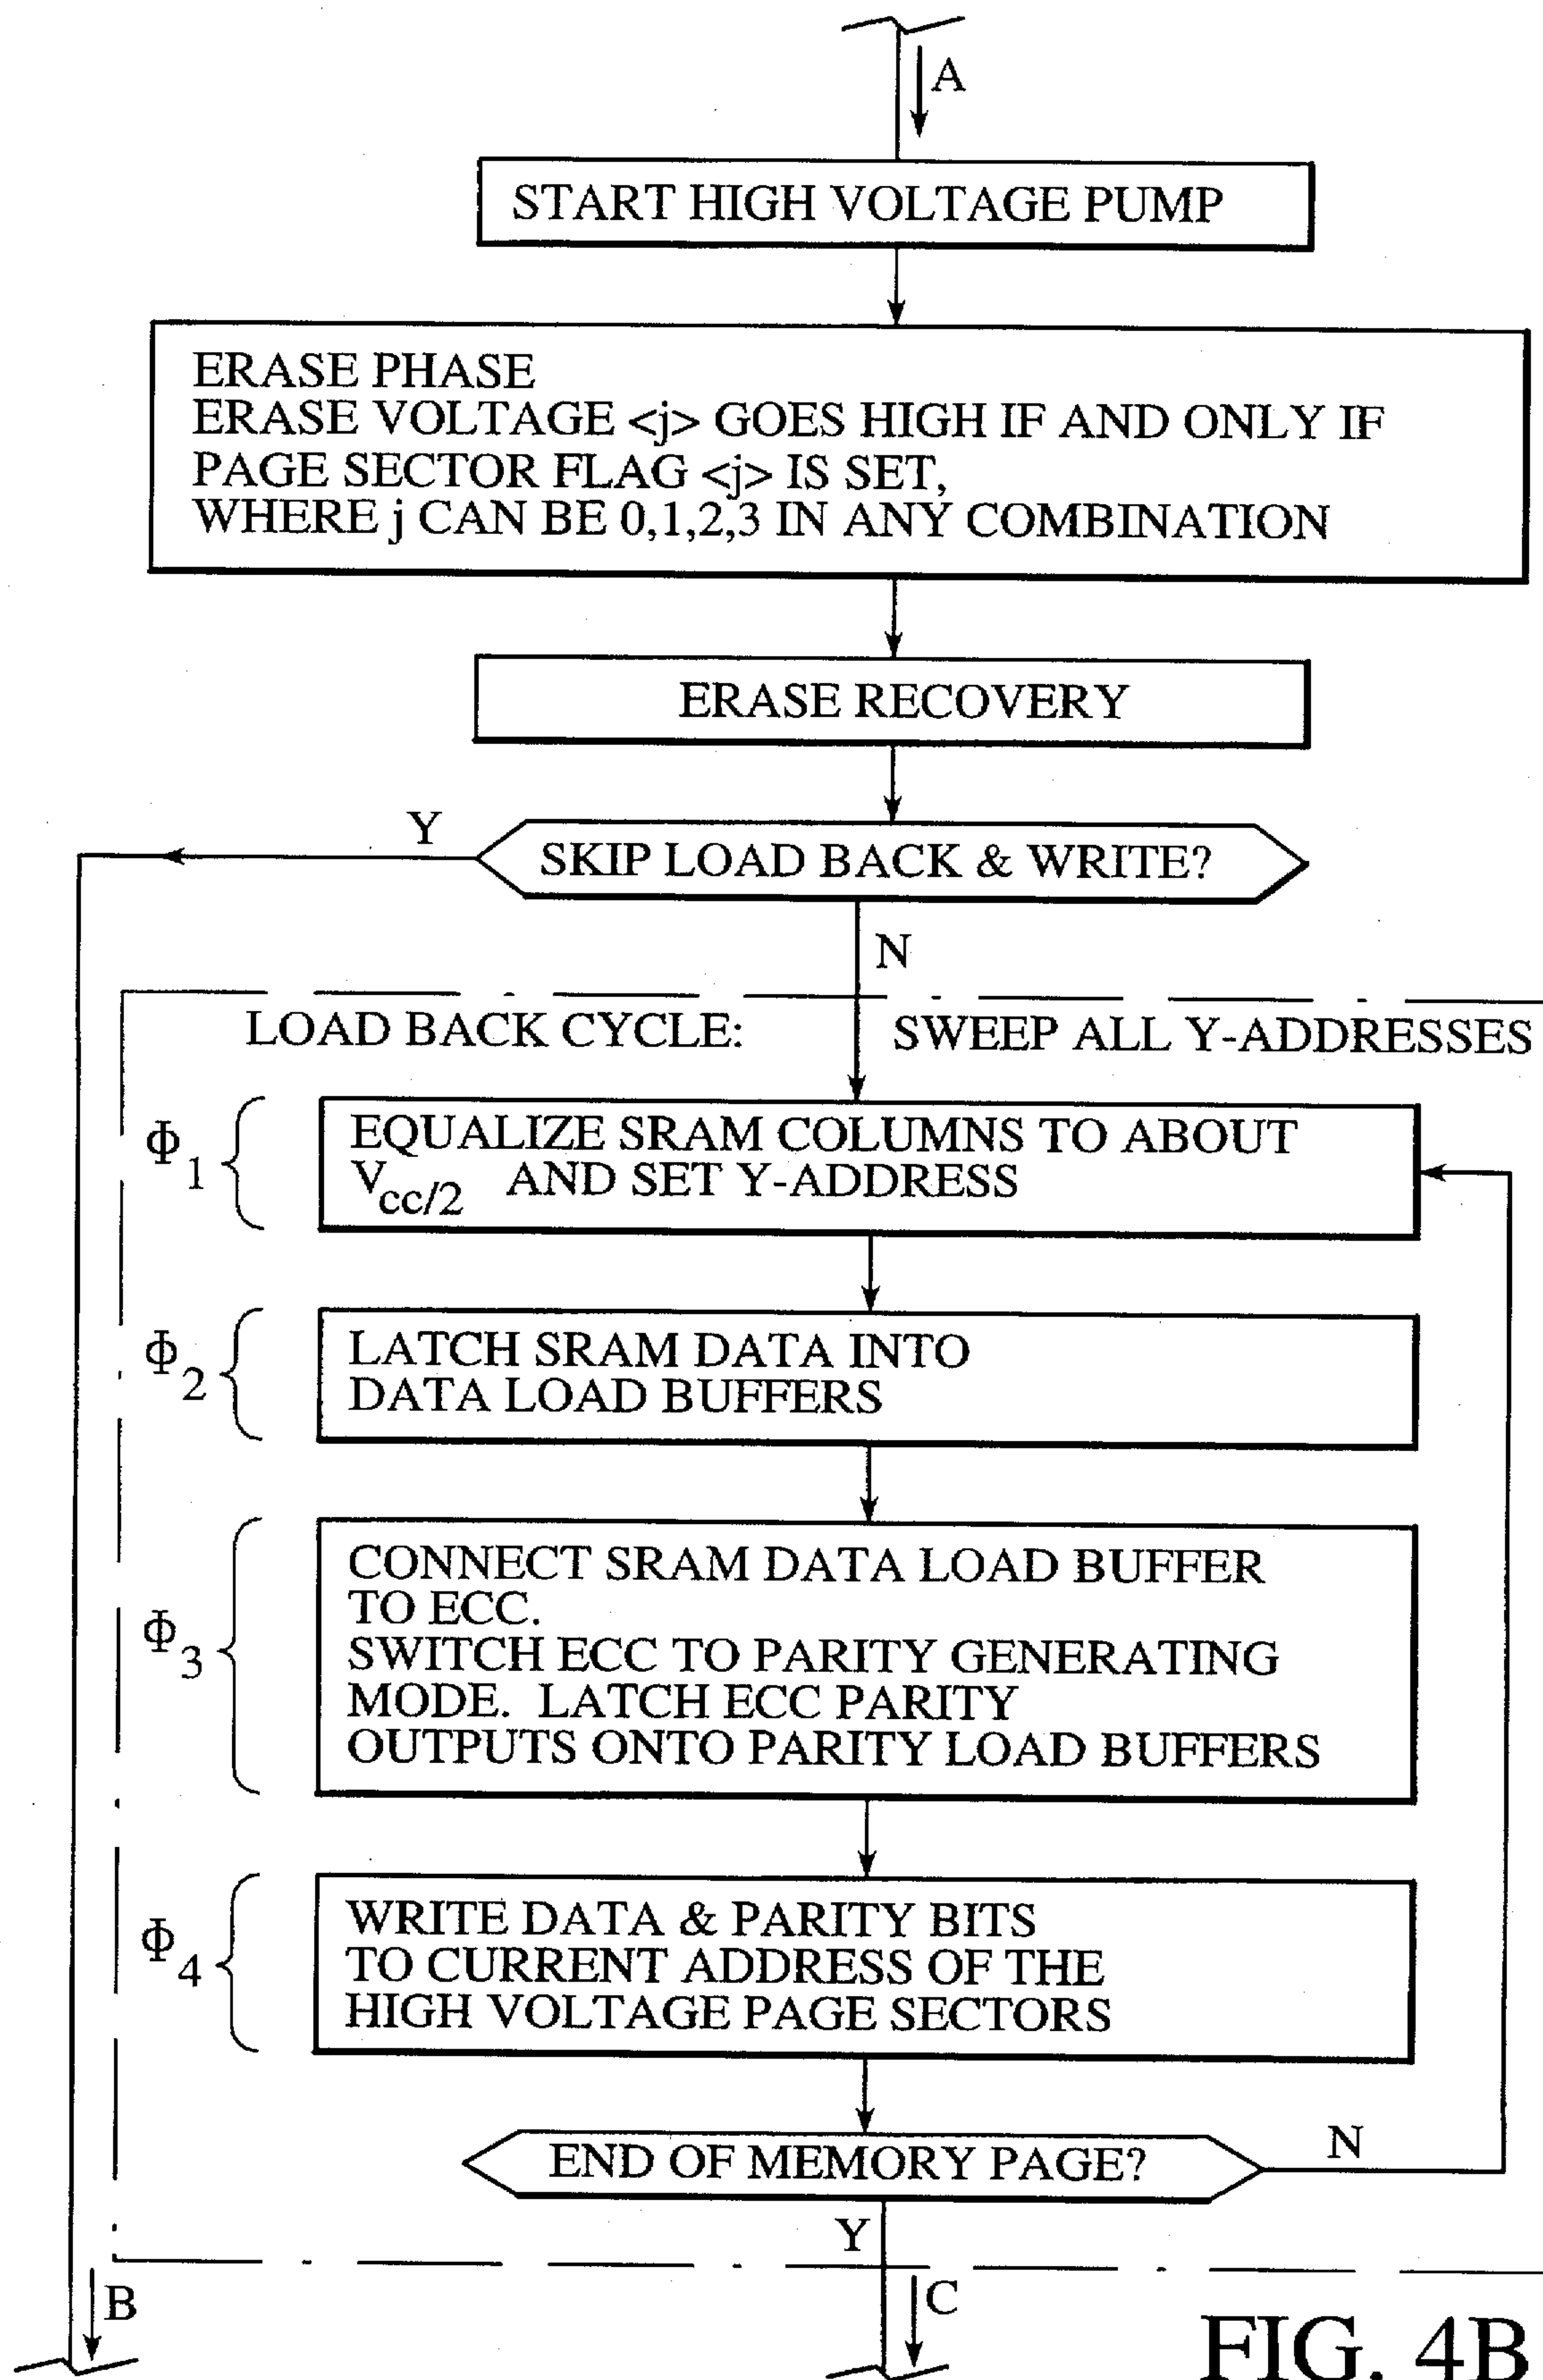 A
START HIGH VOLTAGE PUMP
ERASE PHASE
ERASE VOLTAGE <j> GOES HIGH IF AND ONLY IF
PAGE SECTOR FLAG <j> IS SET,
WHERE j CAN BE 0,1,2,3 IN ANY COMBINATION
ERASE RECOVERY
Y
SKIP LOAD BACK & WRITE?
N
LOAD BACK CYCLE: SWEEP ALL Y-ADDRESSES
Φ1
EQUALIZE SRAM COLUMNS TO ABOUT
Vcc/2 AND SET Y-ADDRESS
Φ2
LATCH SRAM DATA INTO
DATA LOAD BUFFERS
Φ3
CONNECT SRAM DATA LOAD BUFFER
TO ECC.
SWITCH ECC TO PARITY GENERATING
MODE. LATCH ECC PARITY
OUTPUTS ONTO PARITY LOAD BUFFERS
Φ4
WRITE DATA & PARITY BITS
TO CURRENT ADDRESS OF THE
HIGH VOLTAGE PAGE SECTORS
END OF MEMORY PAGE?
N
Y
B
C
FIG. 4B